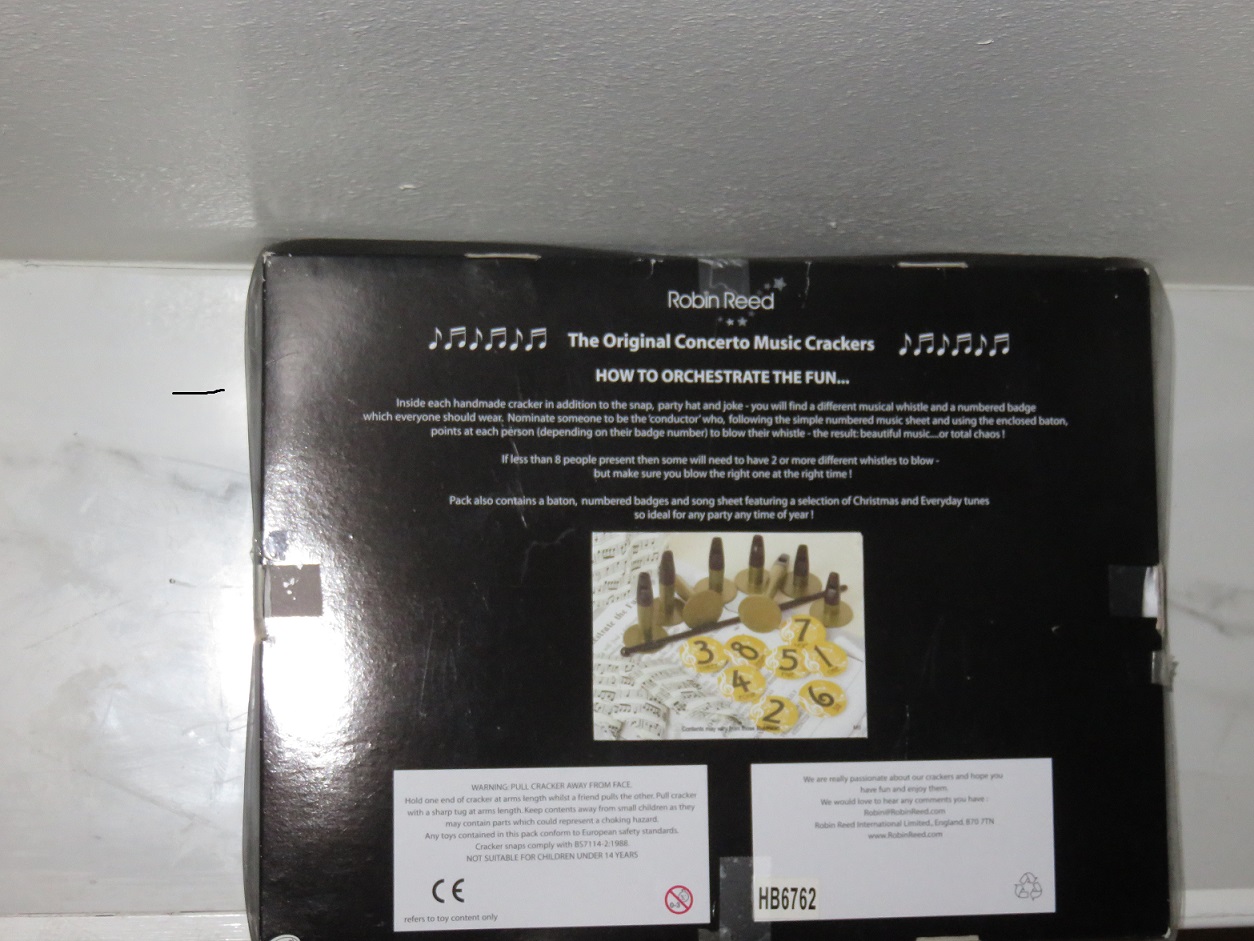 Robin Reed
The Original Concerto Music Crackers
HOW TO ORCHESTRATE THE FUN...
Inside each handmade cracker in addition to the snap, party hat and joke - you will find a different musical whistle and a numbered badge
which everyone should wear. Nominate someone to be the 'conductor' who, following the simple numbered music sheet and using the enclosed baton,
points at each person (depending on their badge number) to blow their whistle - the result: beautiful music....or total chaos !
If less than 8 people present then some will need to have 2 or more different whistles to blow -
but make sure you blow the right one at the right time !
Pack also contains a baton, numbered badges and song sheet featuring a selection of Christmas and Everyday tunes
so ideal for any party any time of year !
7
3 8 5 1
4 6
2
Contents may vary from those
WARNING: PULL CRACKER AWAY FROM FACE.
Hold one end of cracker at arms length whilst a friend pulls the other. Pull cracker
with a sharp tug at arms length. Keep contents away from small children as they
may contain parts which could represent a choking hazard.
Any toys contained in this pack conform to European safety standards.
Cracker snaps comply with BS7114-2:1988.
NOT SUITABLE FOR CHILDREN UNDER 14 YEARS
CE
0-3
refers to toy content only
We are really passionate about our crackers and hope you
have fun and enjoy them.
We would love to hear any comments you have :
Robin@RobinReed.com
Robin Reed International Limited., England. B70 7TN
www.RobinReed.com
HB6762